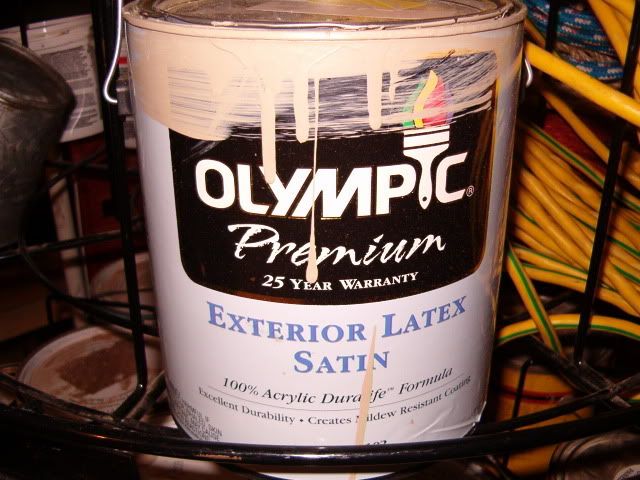 OLYMPIC®
Premium
25 YEAR WARRANTY
EXTERIOR LATEX
SATIN
100% Acrylic Duralife™ Formula
Excellent Durability • Creates Mildew Resistant Coating